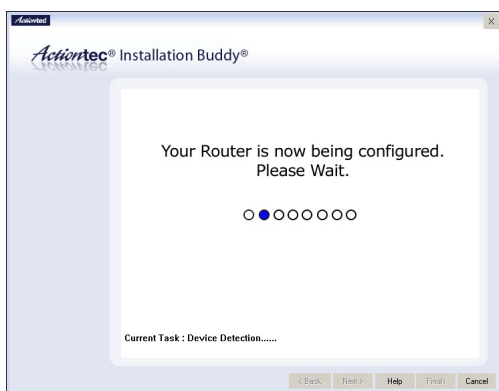 Actiontec
X
Actiontec® Installation Buddy®
Your Router is now being configured.
Please Wait.
Current Task : Device Detection......
< Back Next > Help Finish Cancel